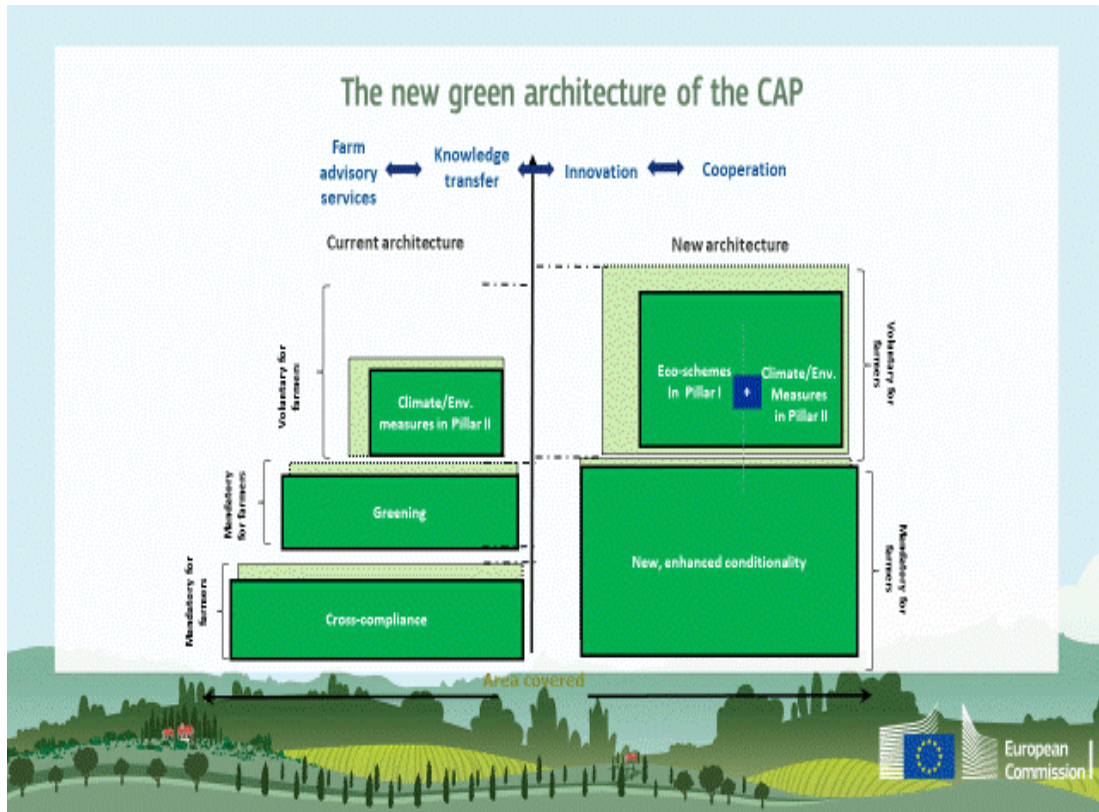 The new green architecture of the CAP
Farm
advisory
services
Knowledge
transfer
Innovation
Cooperation
Current architecture
New architecture
Voluntary for
farmers
Climate/Env.
measures in Pillar II
Mandatory
for farmers
Greening
Mandatory for
farmers
Cross-compliance
Eco-schemes
In Pillar I
+
Climate/Env.
Measures
in Pillar II
Voluntary for
farmers
New, enhanced conditionality
Mandatory for
farmers
Area covered
European
Commission